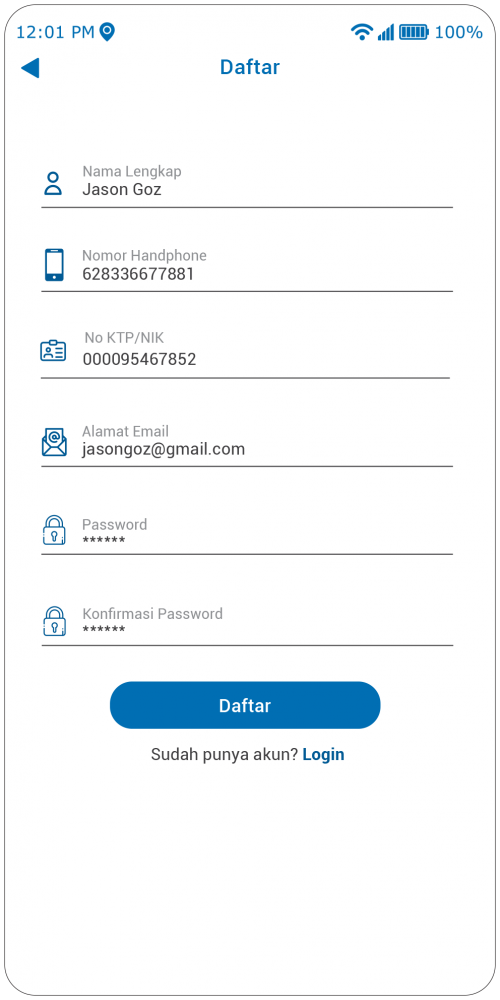 12:01 PM 100%
Daftar
Nama Lengkap
Jason Goz
Nomor Handphone
628336677881
No KTP/NIK
000095467852
Alamat Email
jasongoz@gmail.com
Password
******
Konfirmasi Password
******
Daftar
Sudah punya akun? Login